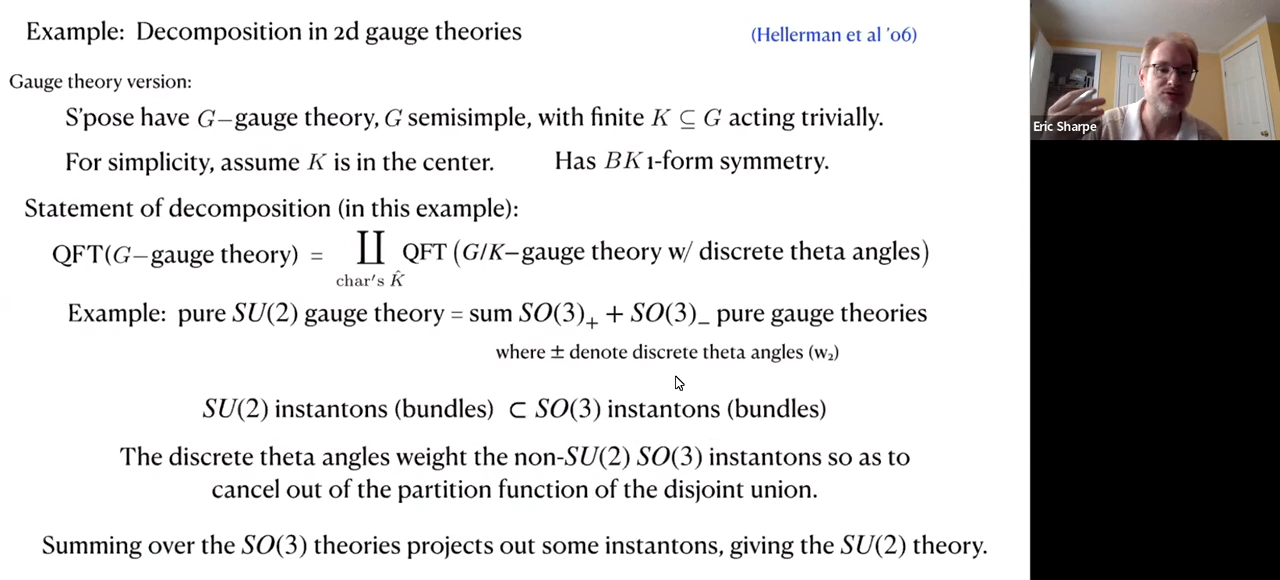 Example: Decomposition in 2d gauge theories
(Hellerman et al ’06)
Gauge theory version:
S’pose have G–gauge theory, G semisimple, with finite K ⊆ G acting trivially.
For simplicity, assume K is in the center. Has BK 1-form symmetry.
Statement of decomposition (in this example):
QFT(G–gauge theory) = ∐ QFT (G/K–gauge theory w/ discrete theta angles)
char's K̂
Example: pure SU(2) gauge theory = sum SO(3)₊ + SO(3)₋ pure gauge theories
where ± denote discrete theta angles (w₂)
SU(2) instantons (bundles) ⊂ SO(3) instantons (bundles)
The discrete theta angles weight the non-SU(2) SO(3) instantons so as to
cancel out of the partition function of the disjoint union.
Summing over the SO(3) theories projects out some instantons, giving the SU(2) theory.
Eric Sharpe